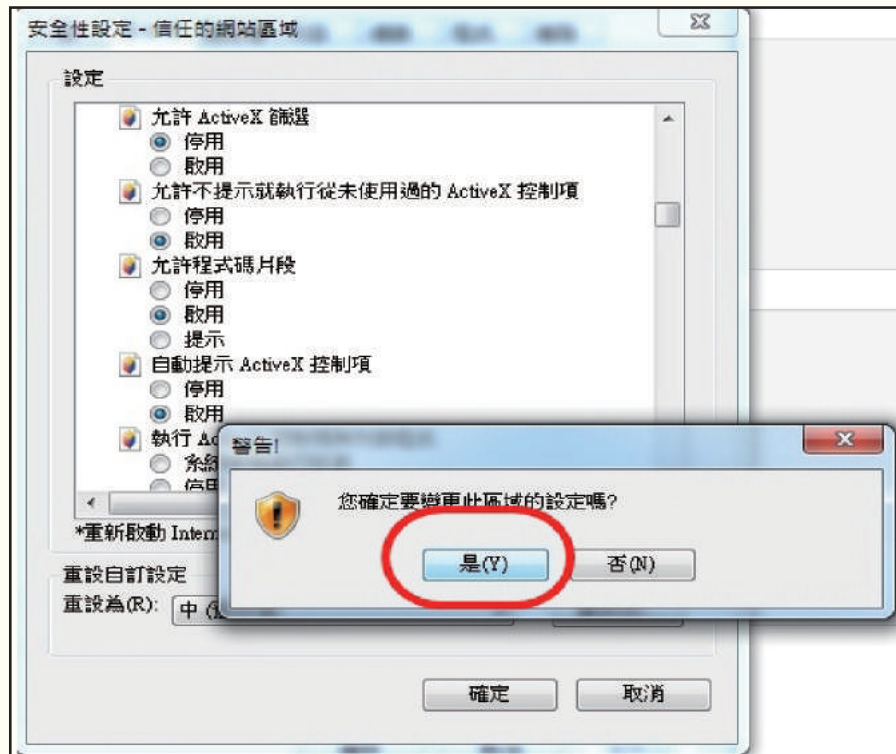 安全性設定 - 信任的網站區域
設定
允許 ActiveX 篩選
停用
啟用
允許不提示就執行從未使用過的 ActiveX 控制項
停用
啟用
允許程式碼片段
停用
啟用
提示
自動提示 ActiveX 控制項
停用
啟用
執行
停用
*重新啟動
警告!
您確定要變更此區域的設定嗎?
是(Y)
否(N)
重設自訂設定
重設為(R):
中
確定
取消